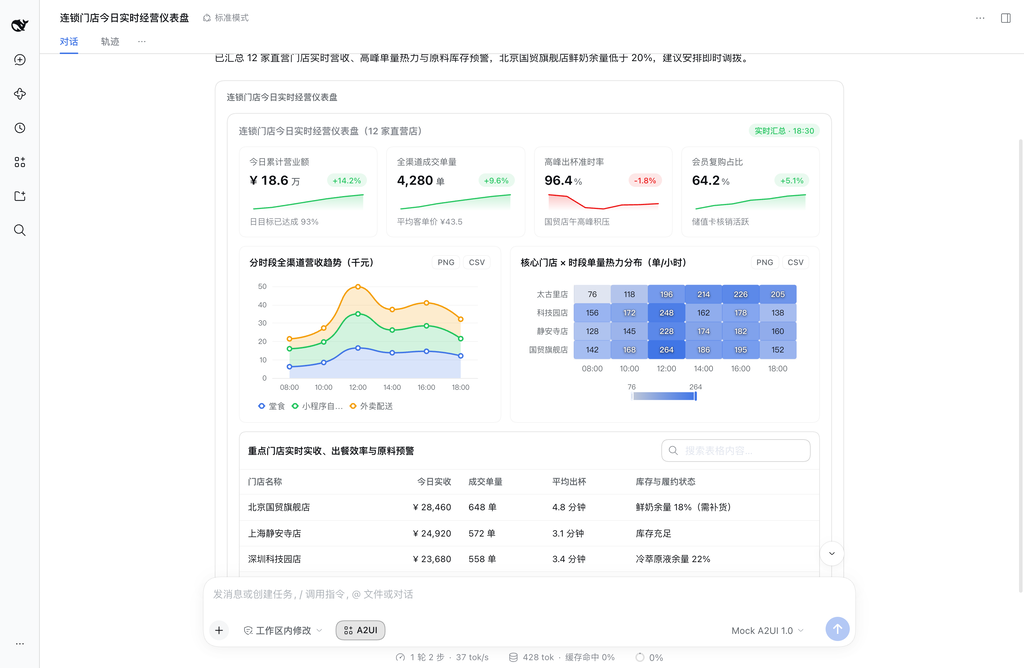 连锁门店今日实时经营仪表盘 标准模式
对话 轨迹
已汇总 12 家直营门店实时营收、高峰单量热力与原料库存预警，北京国贸旗舰店鲜奶余量低于 20%，建议安排即时调拨。
连锁门店今日实时经营仪表盘
连锁门店今日实时经营仪表盘（12 家直营店） 实时汇总 · 18:30
今日累计营业额 全渠道成交单量 高峰出杯准时率 会员复购占比
¥ 18.6 万 +14.2% 4,280 单 +9.6% 96.4% -1.8% 64.2% +5.1%
日目标已达成 93% 平均客单价 ¥43.5 国贸店午高峰积压 储值卡核销活跃
分时段全渠道营收趋势（千元） PNG CSV
50
40
30
20
10
0
08:00 10:00 12:00 14:00 16:00 18:00
堂食 小程序自... 外卖配送
核心门店 × 时段单量热力分布（单/小时） PNG CSV
太古里店 76 118 196 214 226 205
科技园店 156 172 248 162 178 138
静安寺店 128 145 228 174 182 160
国贸旗舰店 142 168 264 186 195 152
08:00 10:00 12:00 14:00 16:00 18:00
76 264
重点门店实时实收、出餐效率与原料预警 搜索表格内容...
门店名称 今日实收 成交单量 平均出杯 库存与履约状态
北京国贸旗舰店 ¥ 28,460 648 单 4.8 分钟 鲜奶余量 18%（需补货）
上海静安寺店 ¥ 24,920 572 单 3.1 分钟 库存充足
深圳科技园店 ¥ 23,680 558 单 3.4 分钟 冷萃原液余量 22%
发消息或创建任务, / 调用指令, @ 文件或对话
工作区内修改 A2UI Mock A2UI 1.0
1 轮 2 步 · 37 tok/s 428 tok · 缓存命中 0% 0%